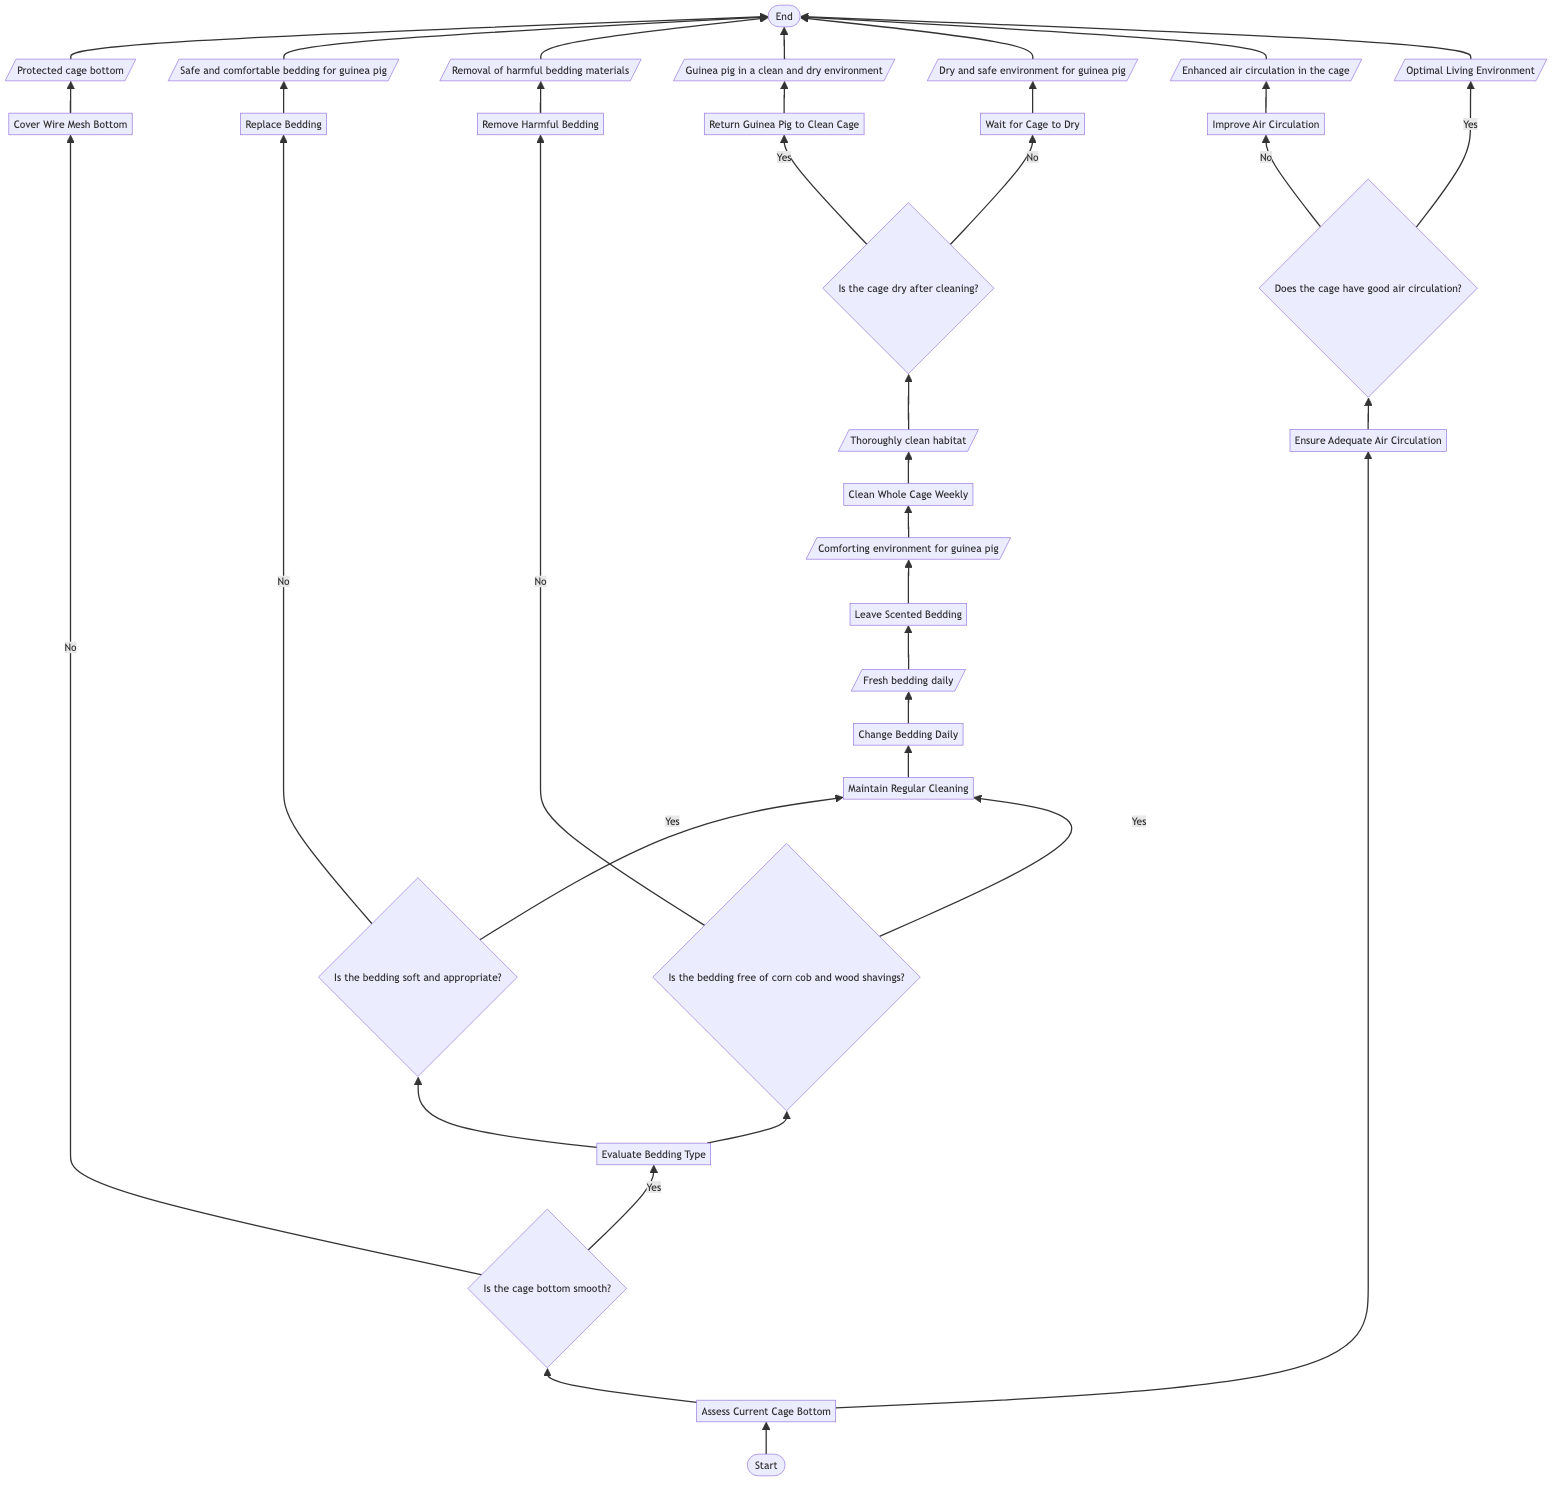 End
Protected cage bottom
Safe and comfortable bedding for guinea pig
Removal of harmful bedding materials
Guinea pig in a clean and dry environment
Dry and safe environment for guinea pig
Enhanced air circulation in the cage
Optimal Living Environment
Cover Wire Mesh Bottom
Replace Bedding
Remove Harmful Bedding
Return Guinea Pig to Clean Cage
Wait for Cage to Dry
Improve Air Circulation
Yes
Yes
No
No
Is the cage dry after cleaning?
Does the cage have good air circulation?
Thoroughly clean habitat
Ensure Adequate Air Circulation
Clean Whole Cage Weekly
Comforting environment for guinea pig
No
No
Leave Scented Bedding
No
Fresh bedding daily
Change Bedding Daily
Maintain Regular Cleaning
Yes
Yes
Is the bedding soft and appropriate?
Is the bedding free of corn cob and wood shavings?
Evaluate Bedding Type
Yes
Is the cage bottom smooth?
Assess Current Cage Bottom
Start